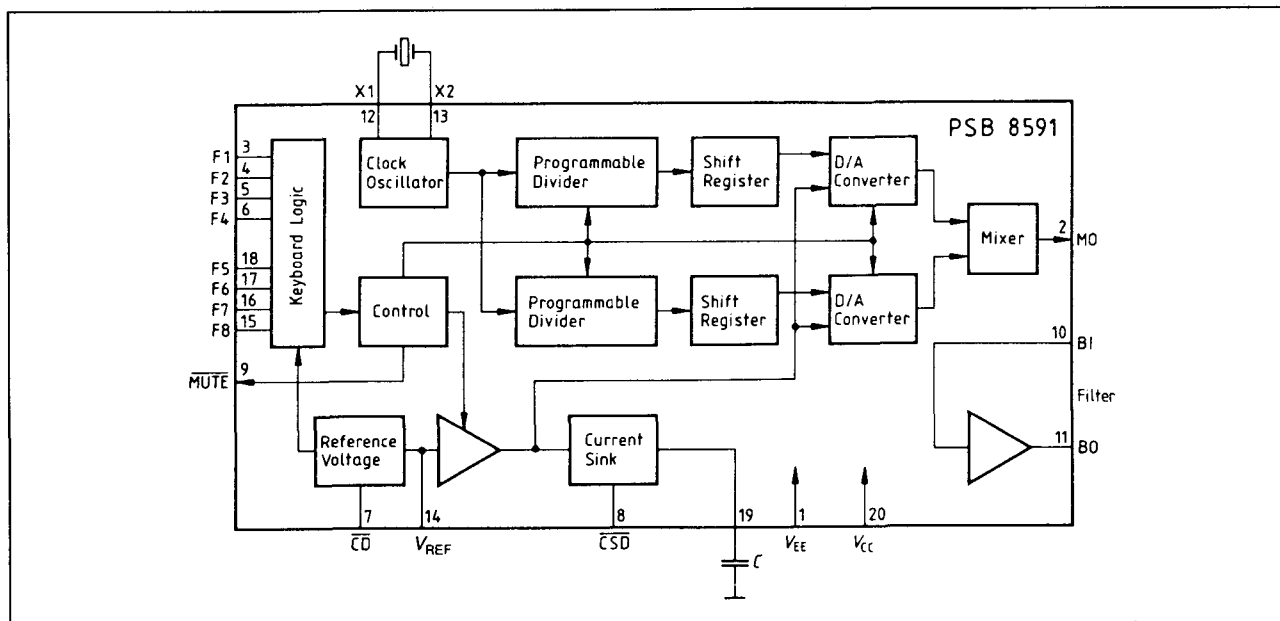 X1 X2
12 13
PSB 8591
F1 3
F2 4
F3 5
F4 6
F5 18
F6 17
F7 16
F8 15
Keyboard Logic
Clock
Oscillator
Programmable
Divider
Shift
Register
D/A
Converter
Mixer
2 MO
Control
Programmable
Divider
Shift
Register
D/A
Converter
MUTE 9
10 BI
Filter
11 BO
Reference
Voltage
Current
Sink
7 14 8 19 1 20
CD VREF CSD VEE VCC
C